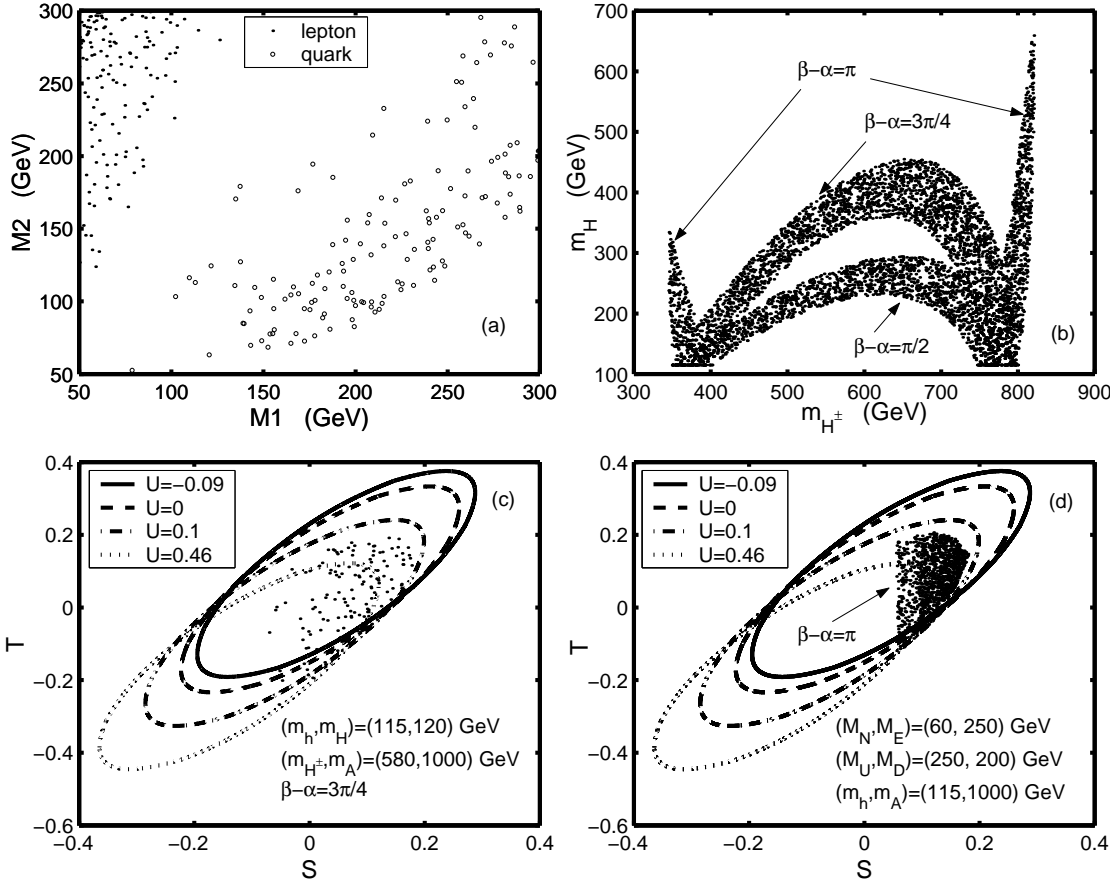 300
250
200
150
100
50
50 100 150 200 250 300
M2 (GeV)
M1 (GeV)
lepton
quark
(a)
700
600
500
400
300
200
100
300 400 500 600 700 800 900
m_H (GeV)
m_H± (GeV)
β−α=π
β−α=3π/4
β−α=π/2
(b)
0.4
0.2
0
−0.2
−0.4
−0.6
−0.4 −0.2 0 0.2 0.4
T
S
U=−0.09
U=0
U=0.1
U=0.46
(c)
(m_h,m_H)=(115,120) GeV
(m_H±,m_A)=(580,1000) GeV
β−α=3π/4
0.4
0.2
0
−0.2
−0.4
−0.6
−0.4 −0.2 0 0.2 0.4
T
S
U=−0.09
U=0
U=0.1
U=0.46
(d)
β−α=π
(M_N,M_E)=(60, 250) GeV
(M_U,M_D)=(250, 200) GeV
(m_h,m_A)=(115,1000) GeV